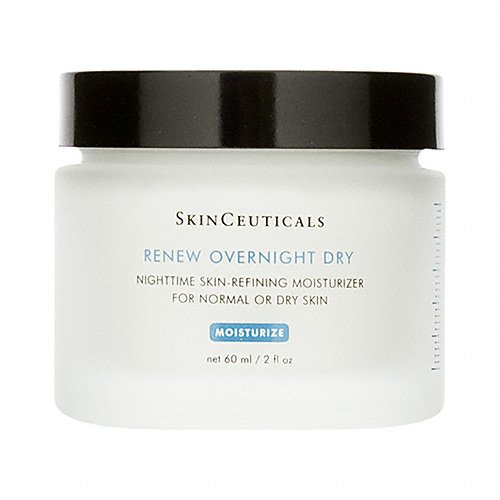 SKINCEUTICALS
RENEW OVERNIGHT DRY
NIGHTTIME SKIN-REFINING MOISTURIZER
FOR NORMAL OR DRY SKIN
MOISTURIZE
net 60 ml / 2 fl oz